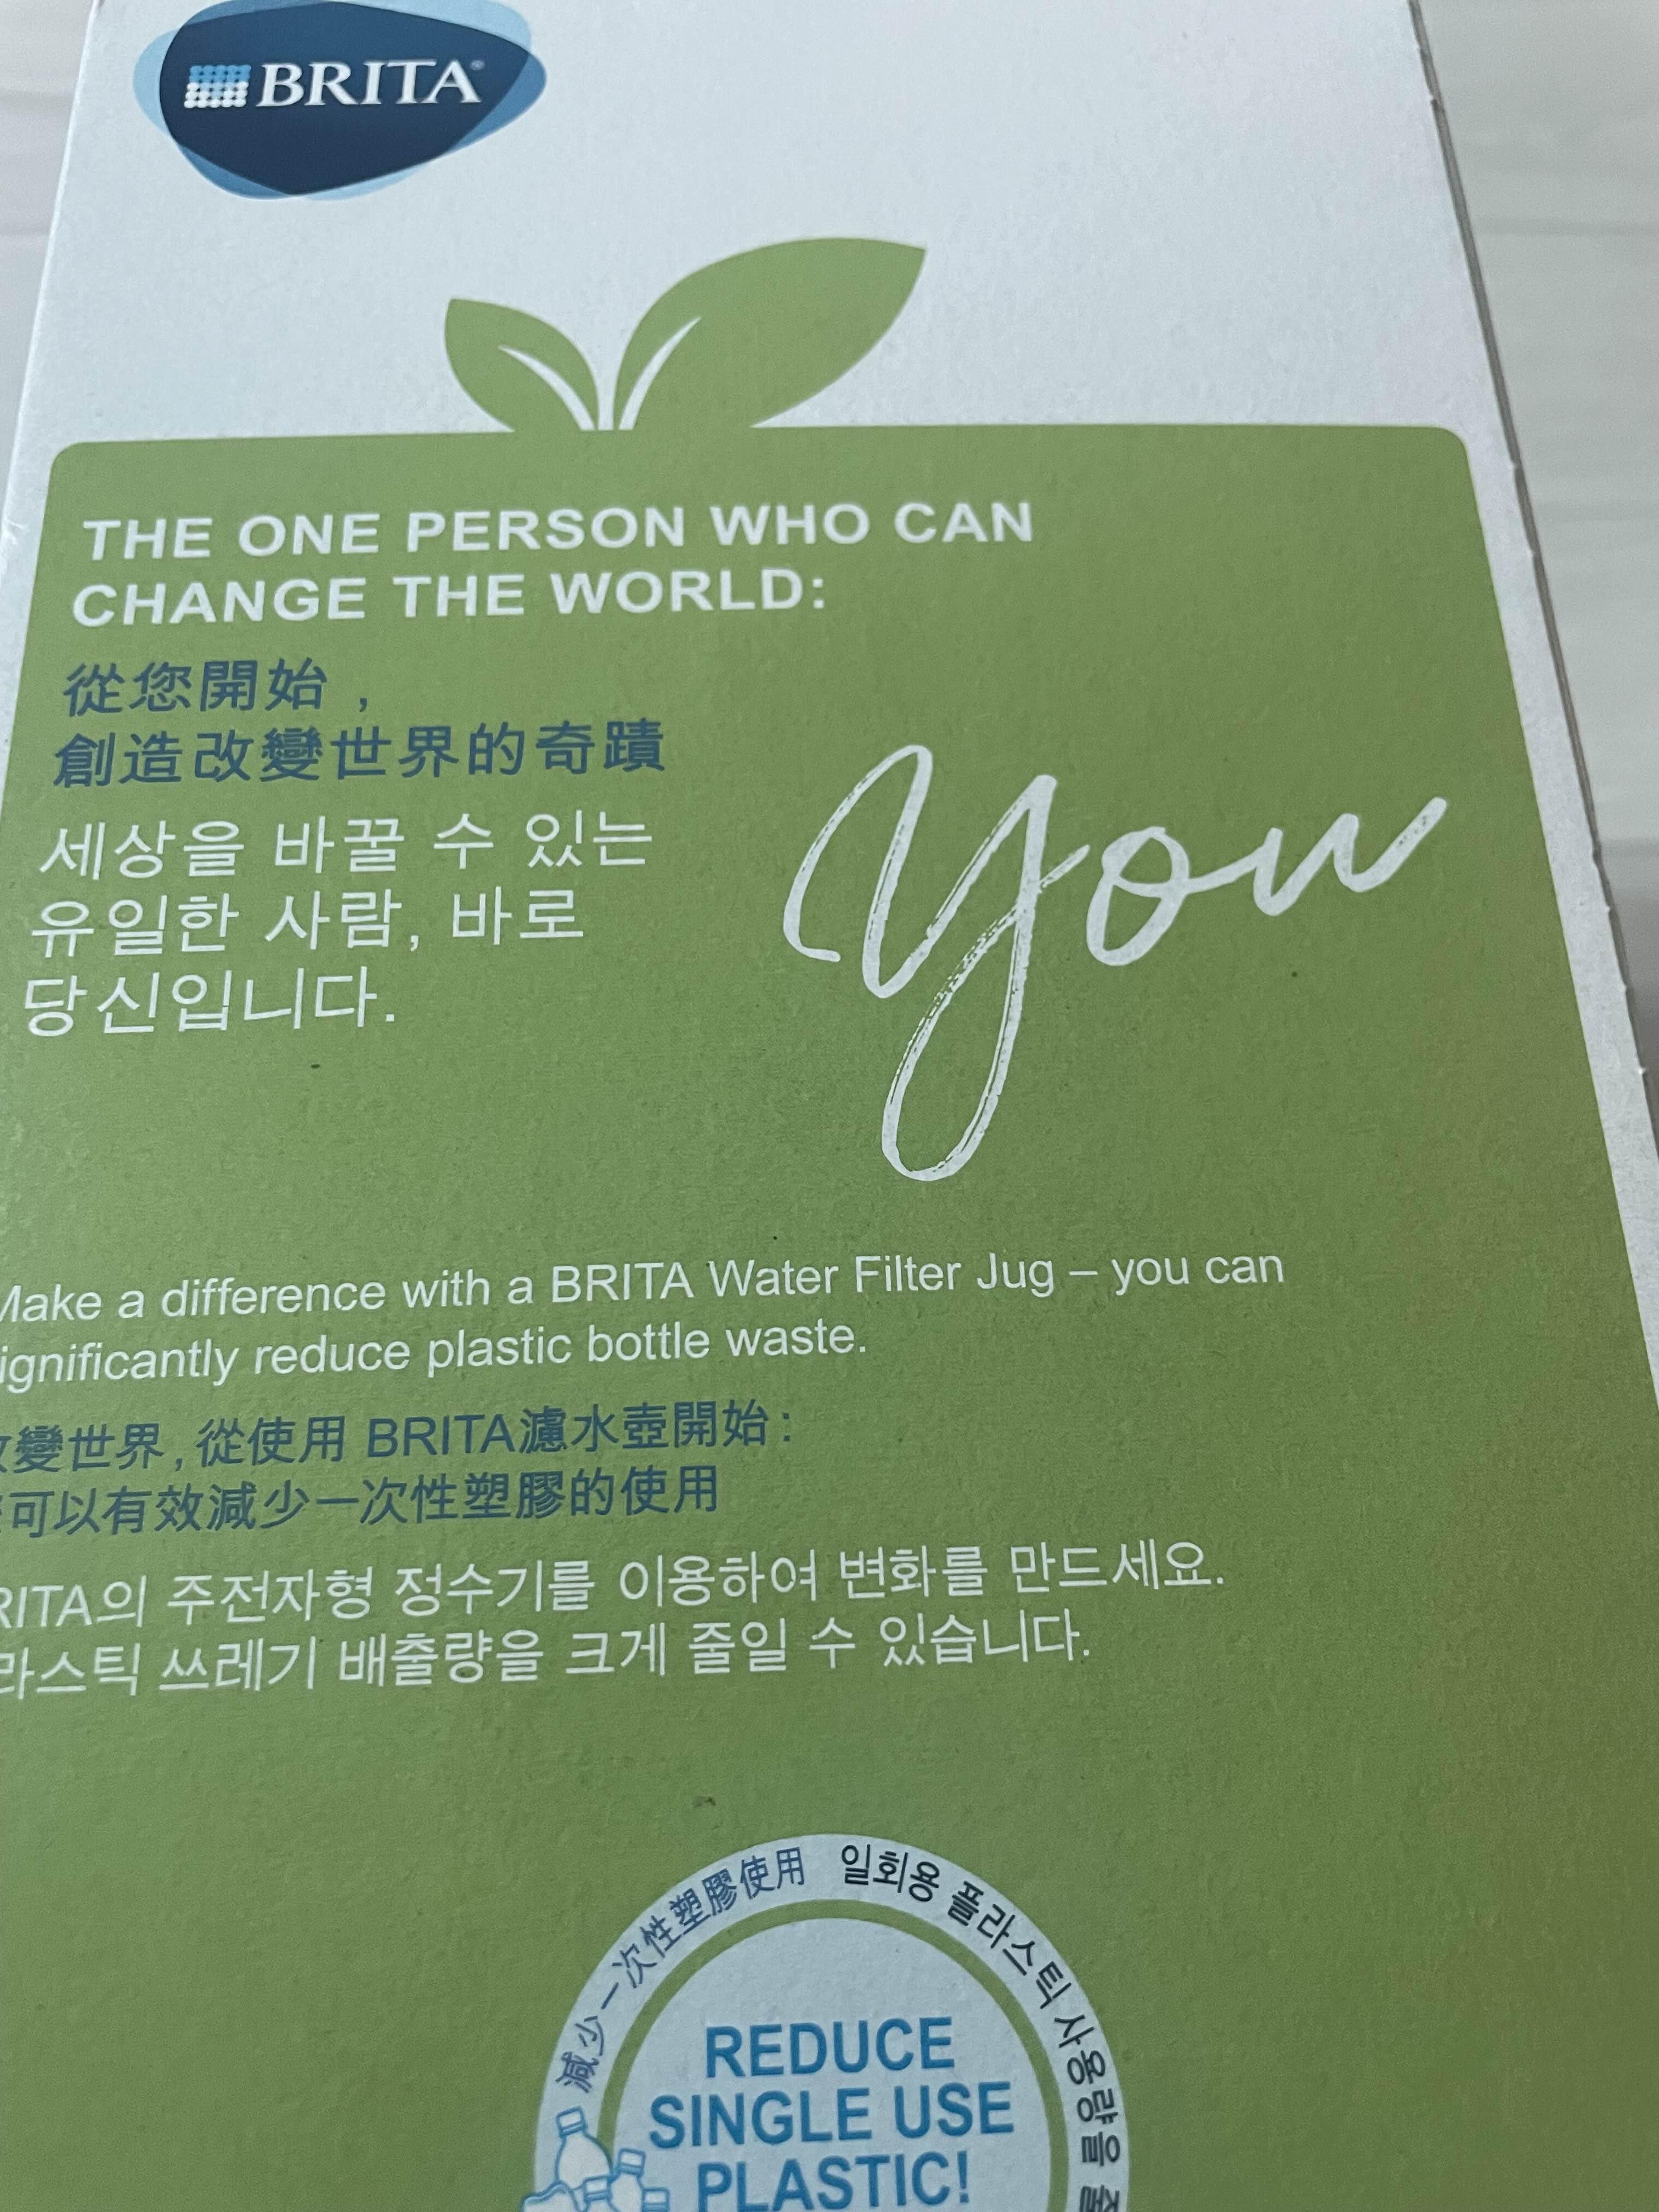 BRITA®
THE ONE PERSON WHO CAN
CHANGE THE WORLD:
從您開始，
創造改變世界的奇蹟
세상을 바꿀 수 있는
유일한 사람, 바로
당신입니다.
you
Make a difference with a BRITA Water Filter Jug – you can
ignificantly reduce plastic bottle waste.
變世界,從使用 BRITA濾水壺開始:
可以有效減少一次性塑膠的使用
RITA의 주전자형 정수기를 이용하여 변화를 만드세요.
라스틱 쓰레기 배출량을 크게 줄일 수 있습니다.
減少一次性塑膠使用 일회용 플라스틱 사용량을
REDUCE
SINGLE USE
PLASTIC!